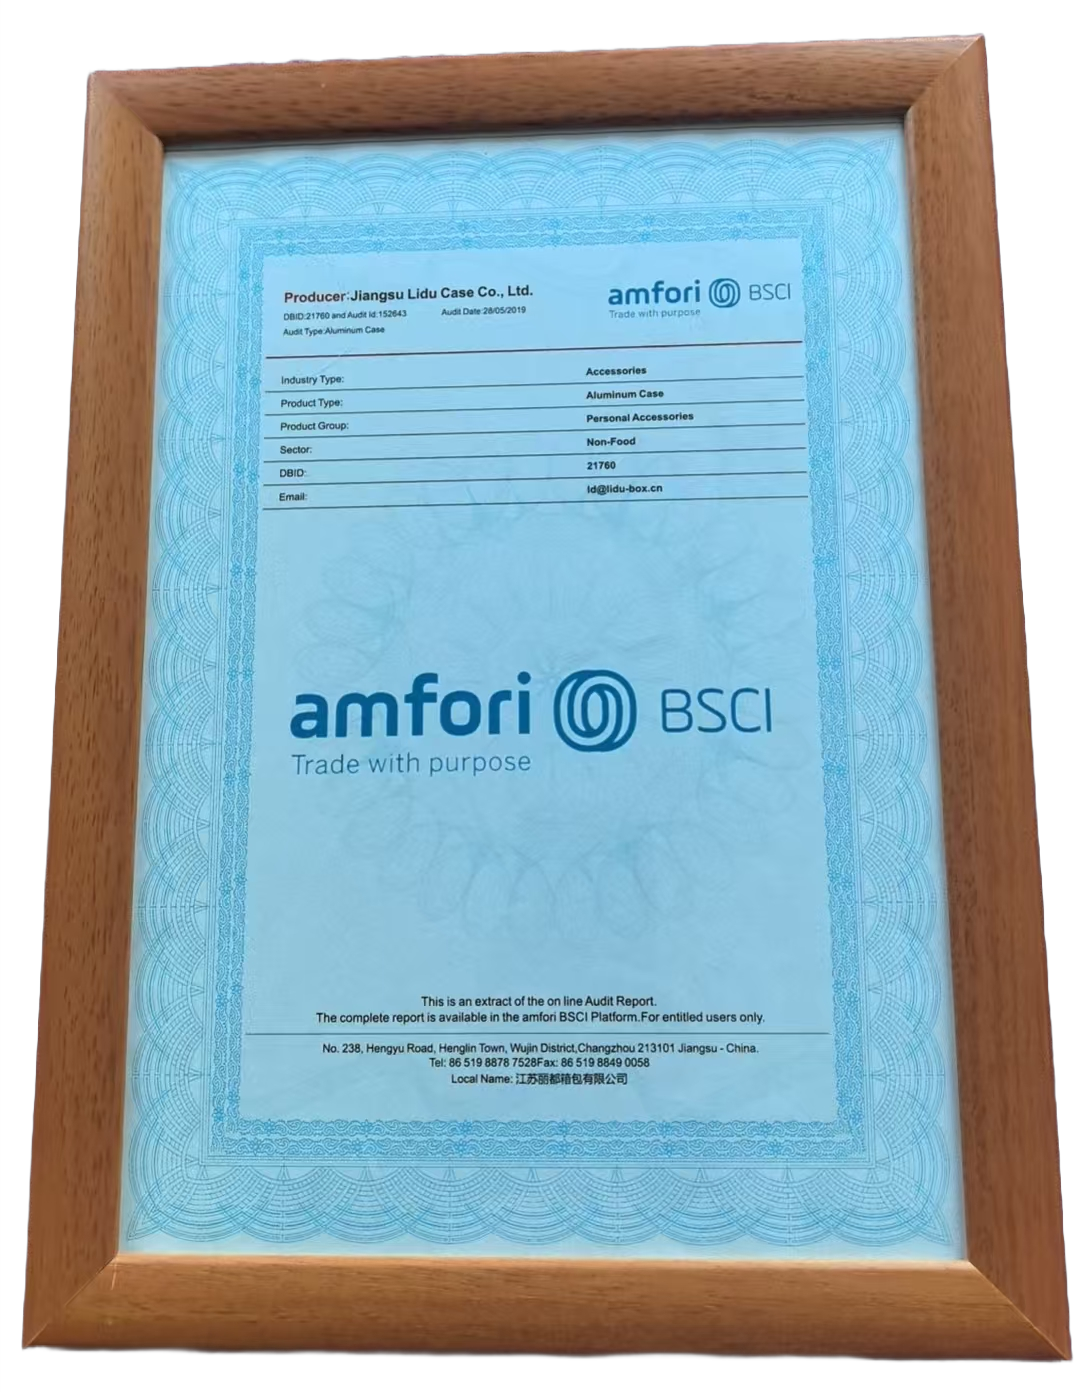 Producer:Jiangsu Lidu Case Co., Ltd.
DBID:21760 and Audit Id:152643 Audit Date:28/05/2019
Audit Type:Aluminum Case
amfori BSCI
Trade with purpose
Industry Type: Accessories
Product Type: Aluminum Case
Product Group: Personal Accessories
Sector: Non-Food
DBID: 21760
Email: ld@lidu-box.cn
amfori BSCI
Trade with purpose
This is an extract of the on line Audit Report.
The complete report is available in the amfori BSCI Platform.For entitled users only.
No. 238, Hengyu Road, Henglin Town, Wujin District,Changzhou 213101 Jiangsu - China.
Tel: 86 519 8878 7528Fax: 86 519 8849 0058
Local Name: 江苏丽都箱包有限公司